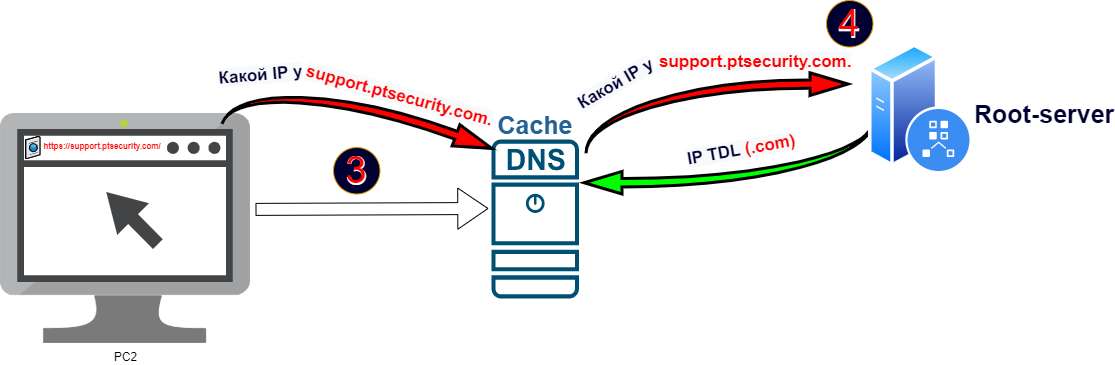 4
Какой IP у support.ptsecurity.com.
Какой IP у support.ptsecurity.com.
Root-server
Cache
DNS
https://support.ptsecurity.com/
IP TDL (.com)
3
PC2